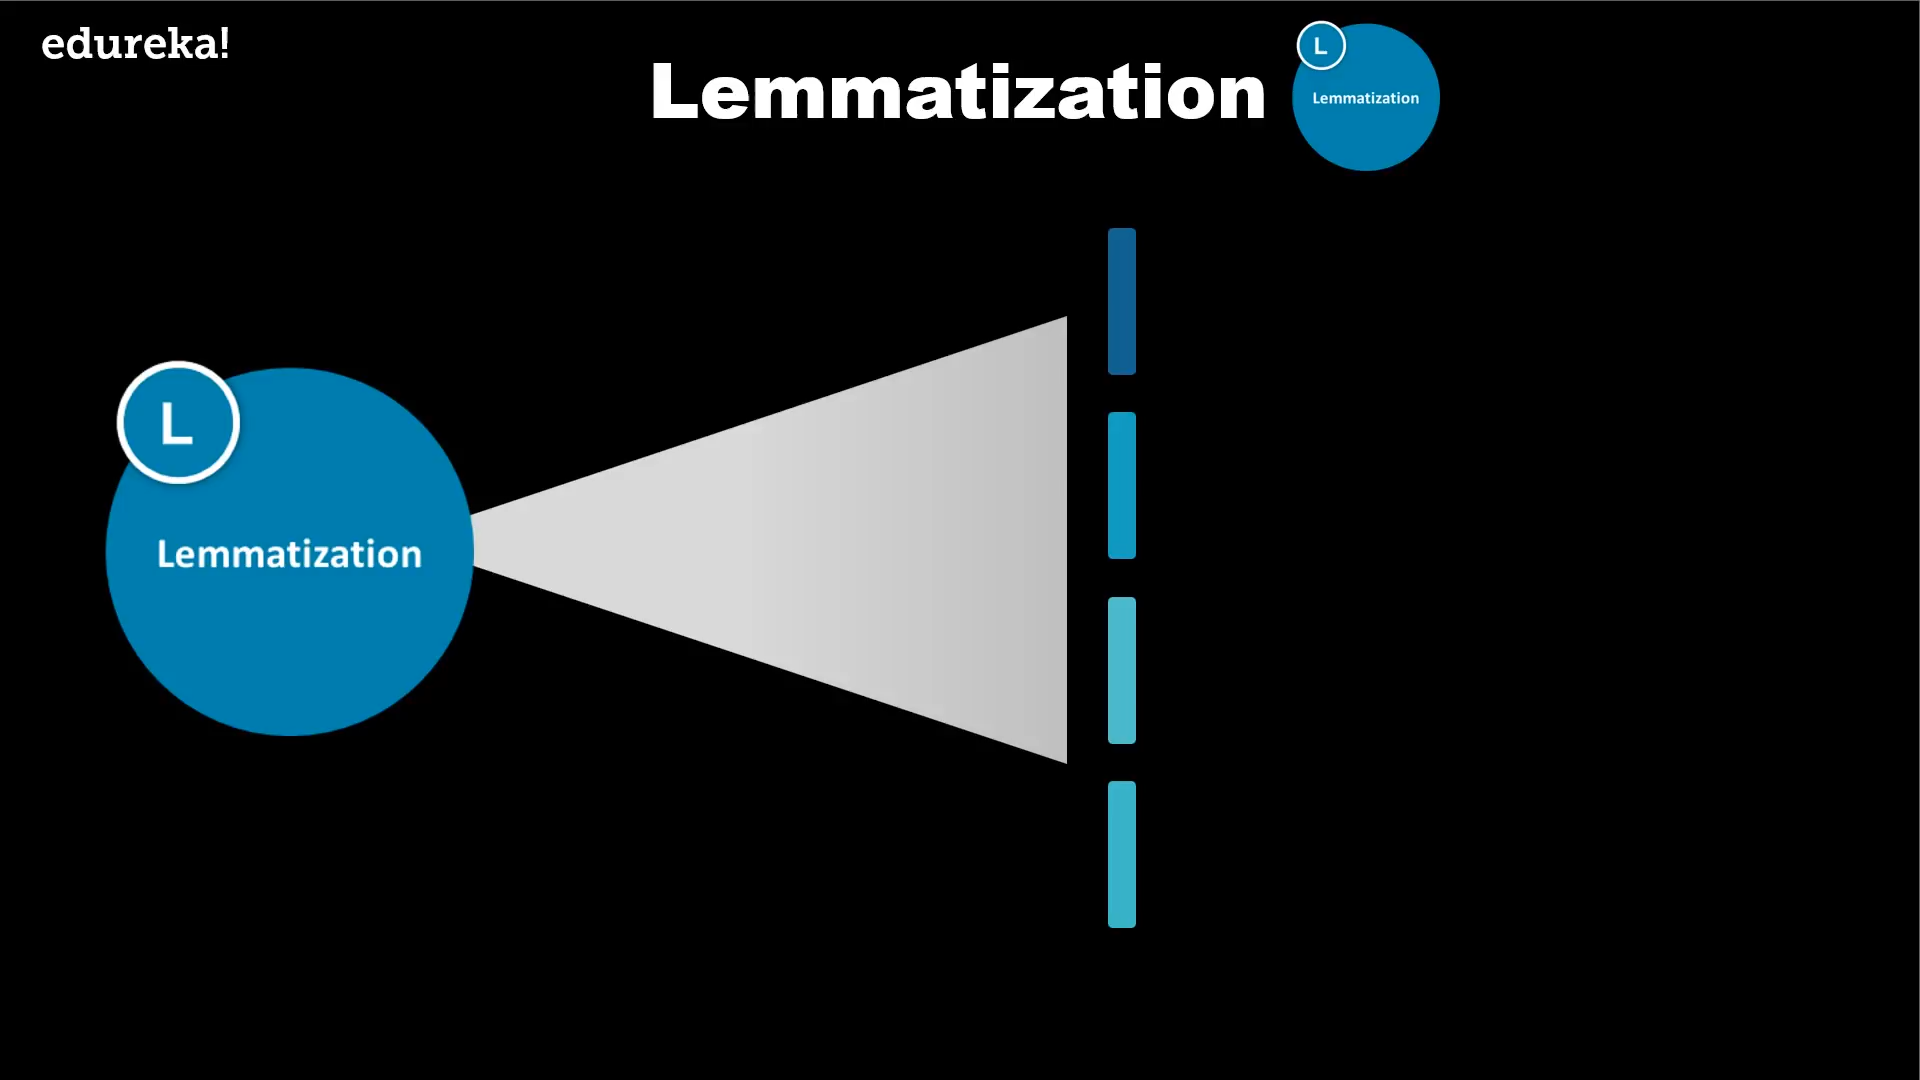 edureka!
Lemmatization
L
Lemmatization
L
Lemmatization